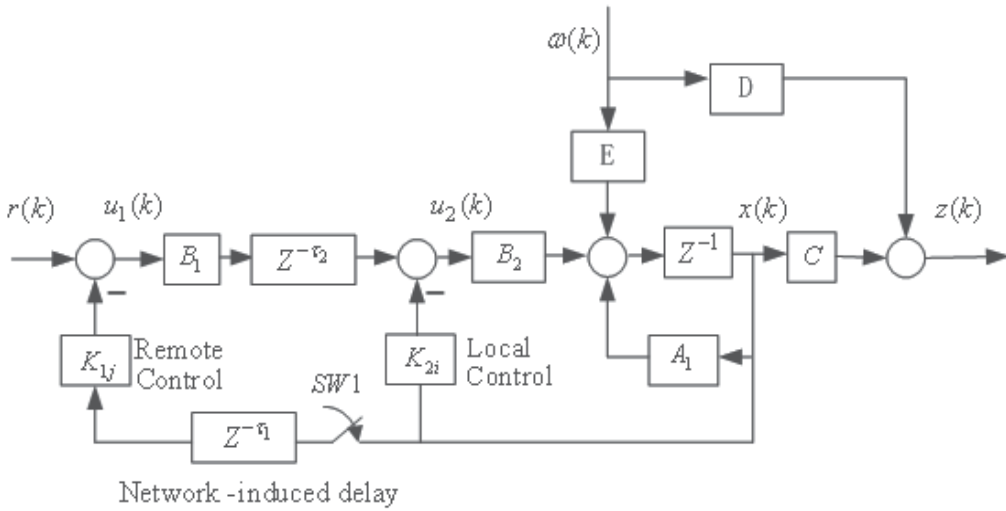 ω(k)
D
E
r(k)
u₁(k)
u₂(k)
x(k)
z(k)
B₁
Z^{-τ₂}
B₂
Z⁻¹
C
K₁ⱼ
Remote
Control
K₂ᵢ
Local
Control
A₁
SW1
Z^{-τ₁}
Network -induced delay